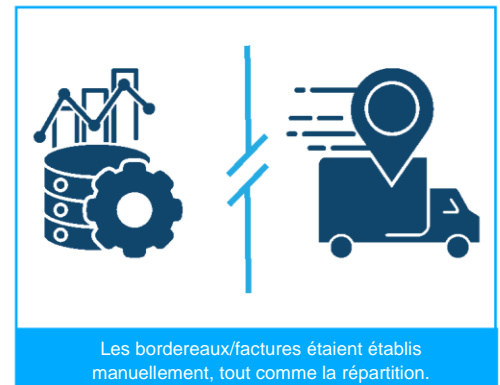 Les bordereaux/factures étaient établis
manuellement, tout comme la répartition.